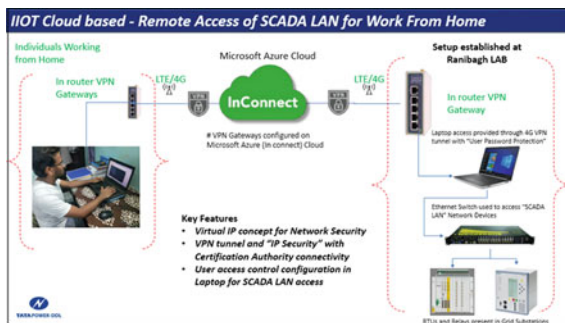 IIOT Cloud based - Remote Access of SCADA LAN for Work From Home
Individuals Working
from Home
In router VPN
Gateways
LTE/4G
VPN
Microsoft Azure Cloud
InConnect
# VPN Gateways configured on
Microsoft Azure (In connect) Cloud
VPN
LTE/4G
Setup established at
Ranibagh LAB
In router VPN
Gateway
Laptop access provided through 4G VPN
tunnel with "User Password Protection"
Ethernet Switch used to access "SCADA
LAN" Network Devices
RTUs and Relays present in Grid Substations
Key Features
• Virtual IP concept for Network Security
• VPN tunnel and "IP Security" with
Certification Authority connectivity
• User access control configuration in
Laptop for SCADA LAN access
TATA POWER-DDL